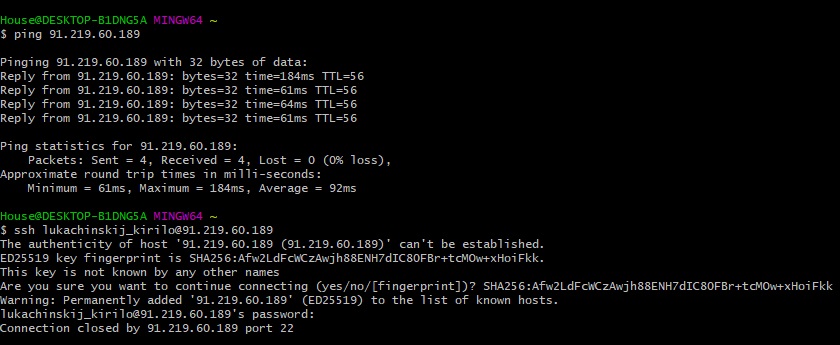 House@DESKTOP-B1DNG5A MINGW64 ~
$ ping 91.219.60.189
Pinging 91.219.60.189 with 32 bytes of data:
Reply from 91.219.60.189: bytes=32 time=184ms TTL=56
Reply from 91.219.60.189: bytes=32 time=61ms TTL=56
Reply from 91.219.60.189: bytes=32 time=64ms TTL=56
Reply from 91.219.60.189: bytes=32 time=61ms TTL=56
Ping statistics for 91.219.60.189:
    Packets: Sent = 4, Received = 4, Lost = 0 (0% loss),
Approximate round trip times in milli-seconds:
    Minimum = 61ms, Maximum = 184ms, Average = 92ms
House@DESKTOP-B1DNG5A MINGW64 ~
$ ssh lukachinskij_kirilo@91.219.60.189
The authenticity of host '91.219.60.189 (91.219.60.189)' can't be established.
ED25519 key fingerprint is SHA256:Afw2LdFcWCzAwjh88ENH7dIC8OFBr+tcMOw+xHoiFkk.
This key is not known by any other names
Are you sure you want to continue connecting (yes/no/[fingerprint])? SHA256:Afw2LdFcWCzAwjh88ENH7dIC8OFBr+tcMOw+xHoiFkk
Warning: Permanently added '91.219.60.189' (ED25519) to the list of known hosts.
lukachinskij_kirilo@91.219.60.189's password:
Connection closed by 91.219.60.189 port 22